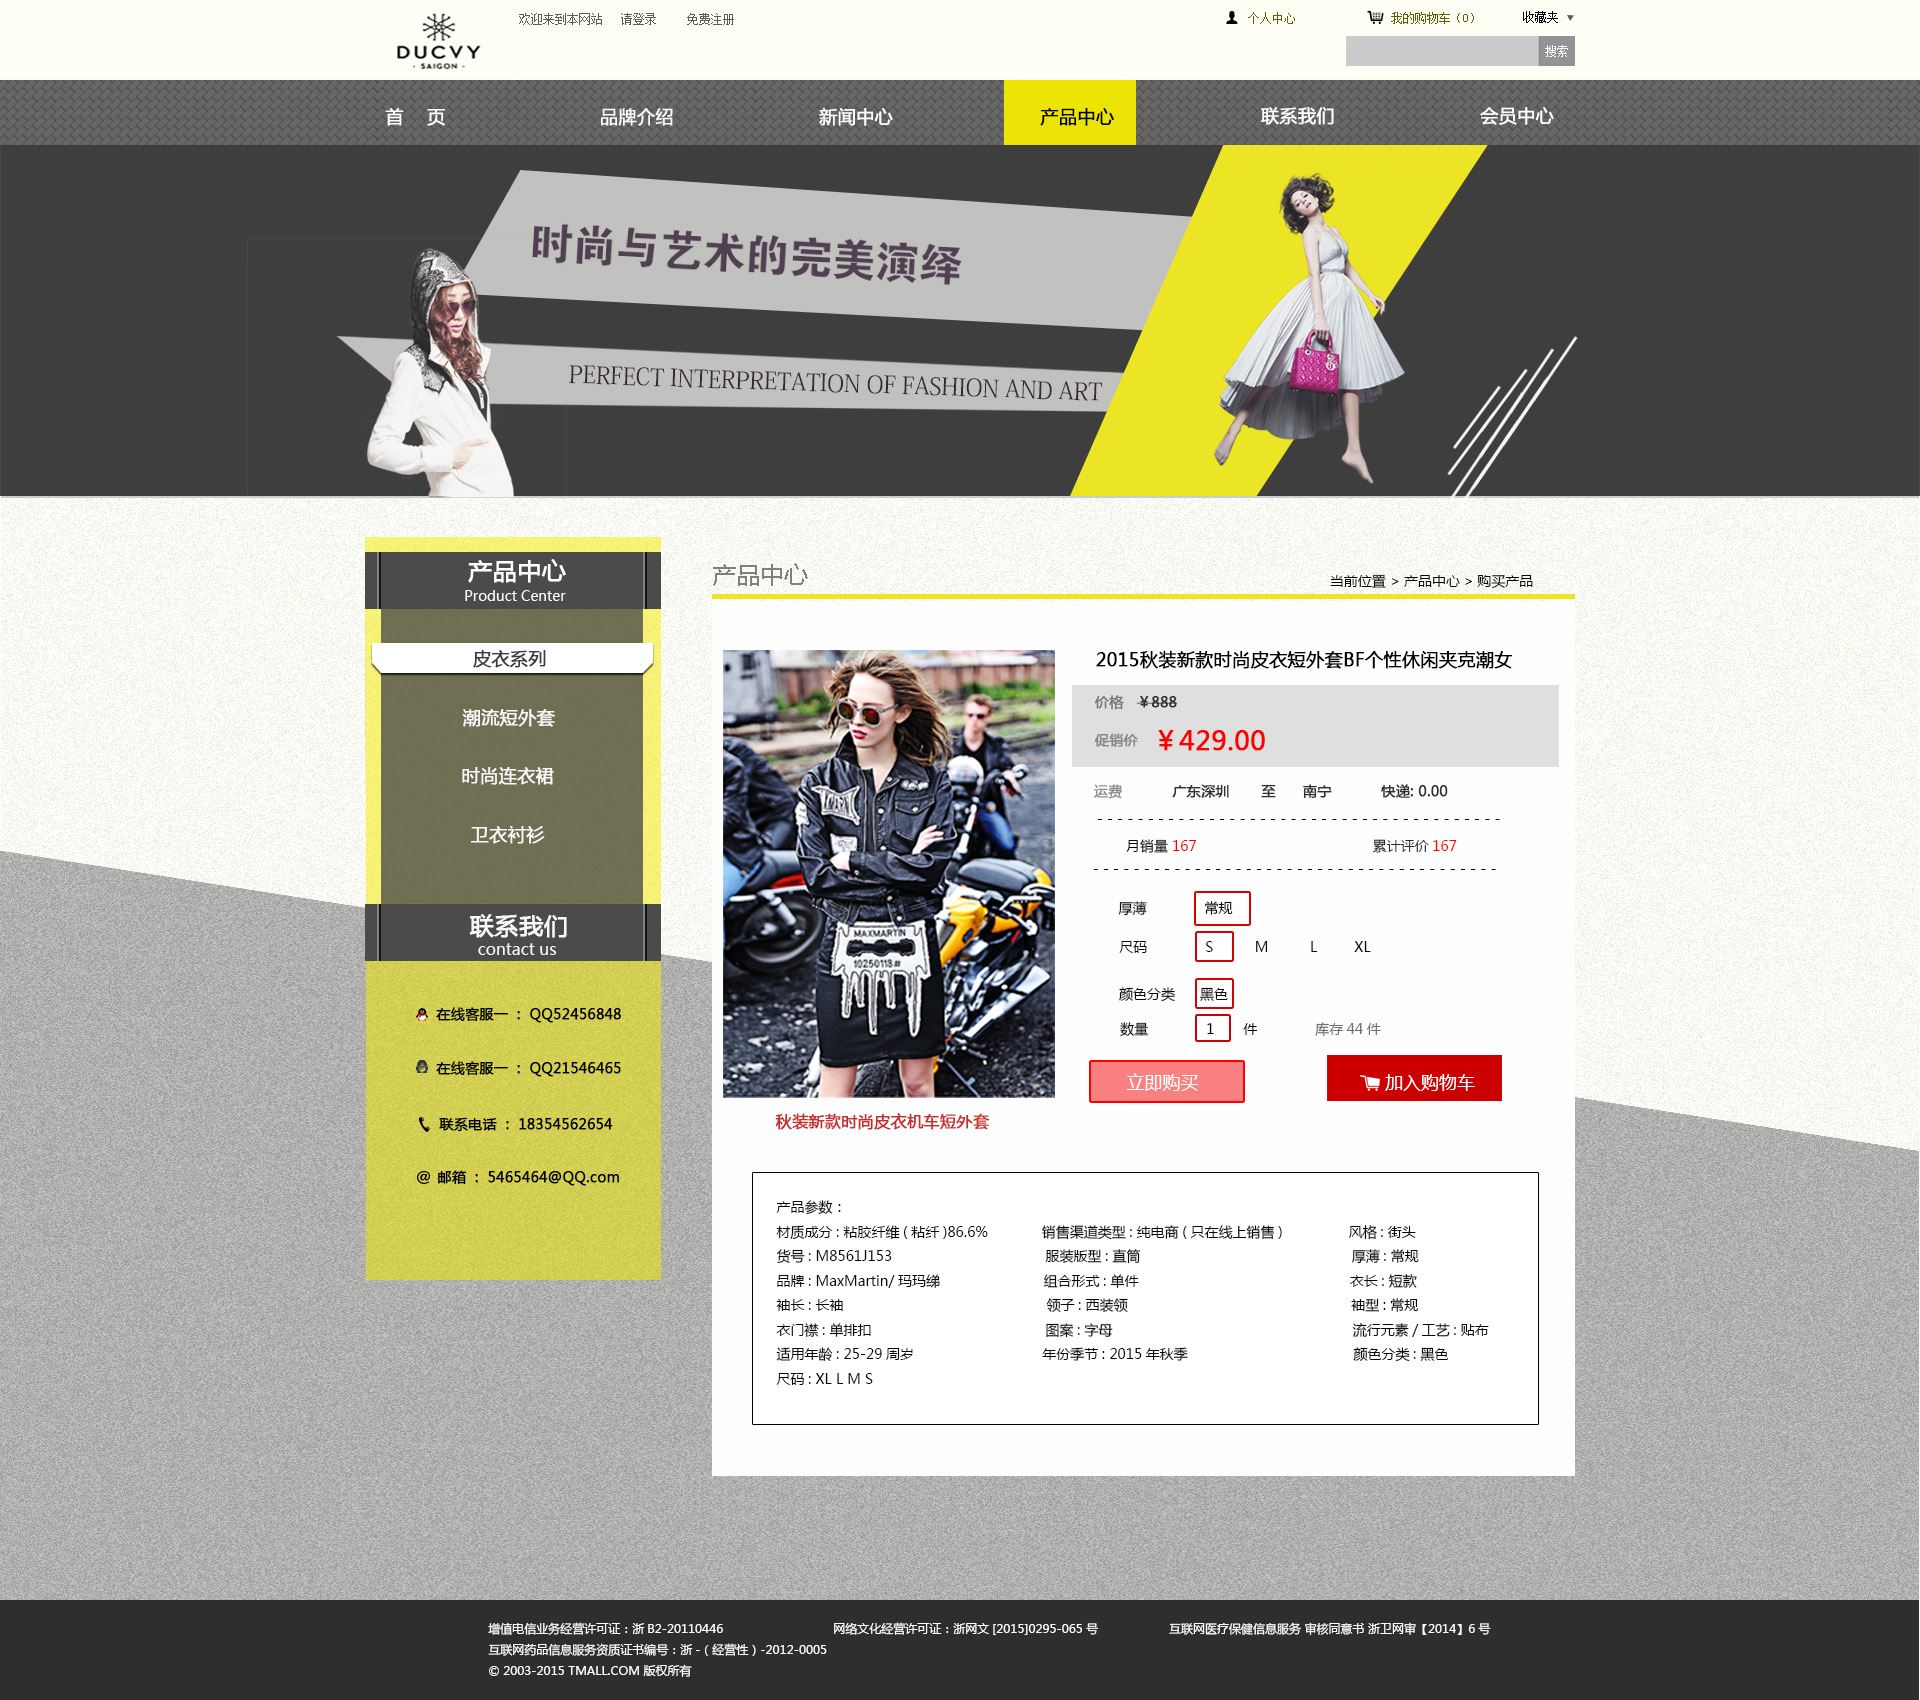 DUCVY
- SAIGON -
欢迎来到本网站 请登录 免费注册
个人中心 我的购物车（0） 收藏夹
搜索
首 页 品牌介绍 新闻中心 产品中心 联系我们 会员中心
时尚与艺术的完美演绎
PERFECT INTERPRETATION OF FASHION AND ART
产品中心
Product Center
皮衣系列
潮流短外套
时尚连衣裙
卫衣衬衫
联系我们
contact us
在线客服一 ： QQ52456848
在线客服一 ： QQ21546465
联系电话 ： 18354562654
@ 邮箱 ： 5465464@QQ.com
产品中心
当前位置 > 产品中心 > 购买产品
MAXMARTIN
10250118#
秋装新款时尚皮衣机车短外套
2015秋装新款时尚皮衣短外套BF个性休闲夹克潮女
价格 ￥888
促销价 ￥429.00
运费 广东深圳 至 南宁 快递: 0.00
月销量 167 累计评价 167
厚薄 常规
尺码 S M L XL
颜色分类 黑色
数量 1 件 库存 44 件
立即购买 加入购物车
产品参数：
材质成分 : 粘胶纤维 ( 粘纤 )86.6% 销售渠道类型 : 纯电商 ( 只在线上销售 ) 风格 : 街头
货号 : M8561J153 服装版型 : 直筒 厚薄 : 常规
品牌 : MaxMartin/ 玛玛绨 组合形式 : 单件 衣长 : 短款
袖长 : 长袖 领子 : 西装领 袖型 : 常规
衣门襟 : 单排扣 图案 : 字母 流行元素 / 工艺 : 贴布
适用年龄 : 25-29 周岁 年份季节 : 2015 年秋季 颜色分类 : 黑色
尺码 : XL L M S
增值电信业务经营许可证：浙 B2-20110446 网络文化经营许可证：浙网文 [2015]0295-065 号 互联网医疗保健信息服务 审核同意书 浙卫网审【2014】6 号
互联网药品信息服务资质证书编号：浙 -（ 经营性 ）-2012-0005
© 2003-2015 TMALL.COM 版权所有